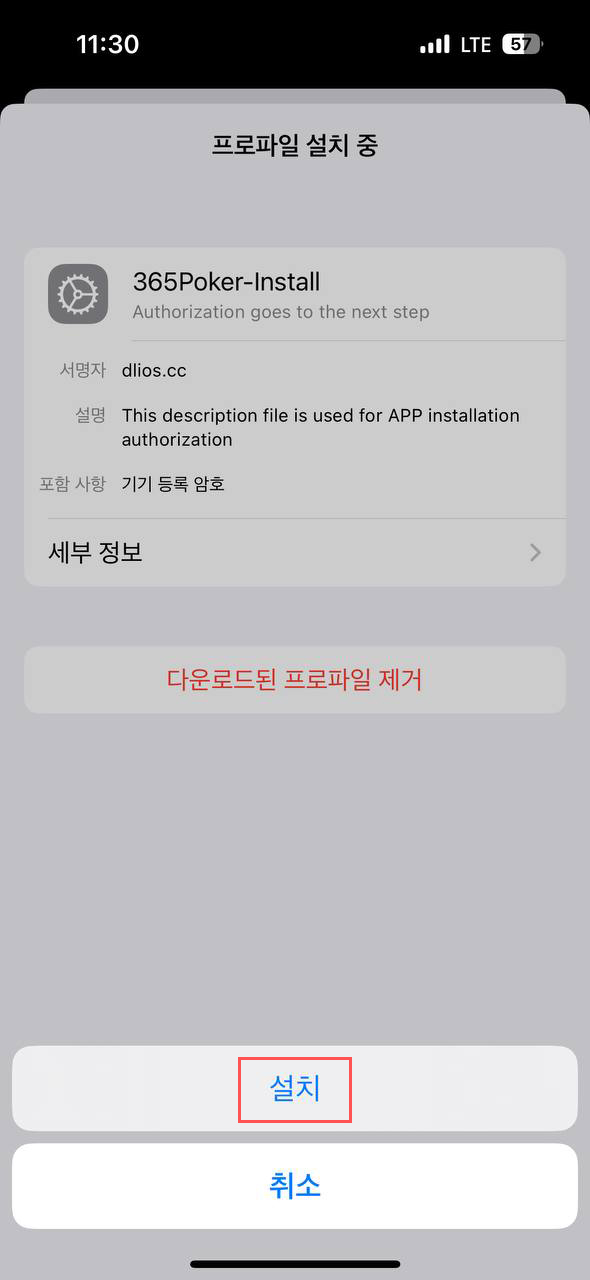 11:30
LTE 57
프로파일 설치 중
365Poker-Install
Authorization goes to the next step
서명자 dlios.cc
설명 This description file is used for APP installation
authorization
포함 사항 기기 등록 암호
세부 정보
다운로드된 프로파일 제거
설치
취소